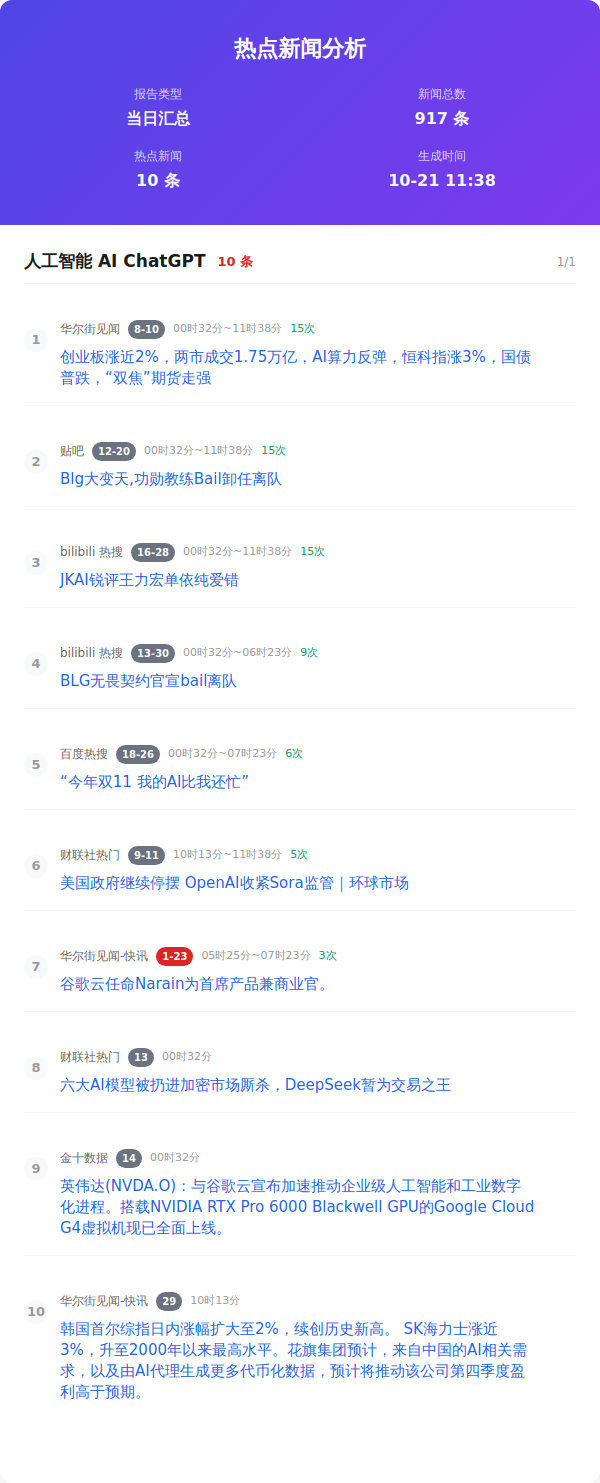 热点新闻分析
报告类型
新闻总数
当日汇总
917 条
热点新闻
生成时间
10 条
10-21 11:38
人工智能 AI ChatGPT 10 条 1/1
1
华尔街见闻 8-10 00时32分~11时38分 15次
创业板涨近2%，两市成交1.75万亿，AI算力反弹，恒科指涨3%，国债
普跌，“双焦”期货走强
2
贴吧 12-20 00时32分~11时38分 15次
Blg大变天,功勋教练Bail卸任离队
3
bilibili 热搜 16-28 00时32分~11时38分 15次
JKAI锐评王力宏单依纯爱错
4
bilibili 热搜 13-30 00时32分~06时23分 9次
BLG无畏契约官宣bail离队
5
百度热搜 18-26 00时32分~07时23分 6次
“今年双11 我的AI比我还忙”
6
财联社热门 9-11 10时13分~11时38分 5次
美国政府继续停摆 OpenAI收紧Sora监管｜环球市场
7
华尔街见闻-快讯 1-23 05时25分~07时23分 3次
谷歌云任命Narain为首席产品兼商业官。
8
财联社热门 13 00时32分
六大AI模型被扔进加密市场厮杀，DeepSeek暂为交易之王
9
金十数据 14 00时32分
英伟达(NVDA.O)：与谷歌云宣布加速推动企业级人工智能和工业数字
化进程。搭载NVIDIA RTX Pro 6000 Blackwell GPU的Google Cloud
G4虚拟机现已全面上线。
10
华尔街见闻-快讯 29 10时13分
韩国首尔综指日内涨幅扩大至2%，续创历史新高。 SK海力士涨近
3%，升至2000年以来最高水平。花旗集团预计，来自中国的AI相关需
求，以及由AI代理生成更多代币化数据，预计将推动该公司第四季度盈
利高于预期。